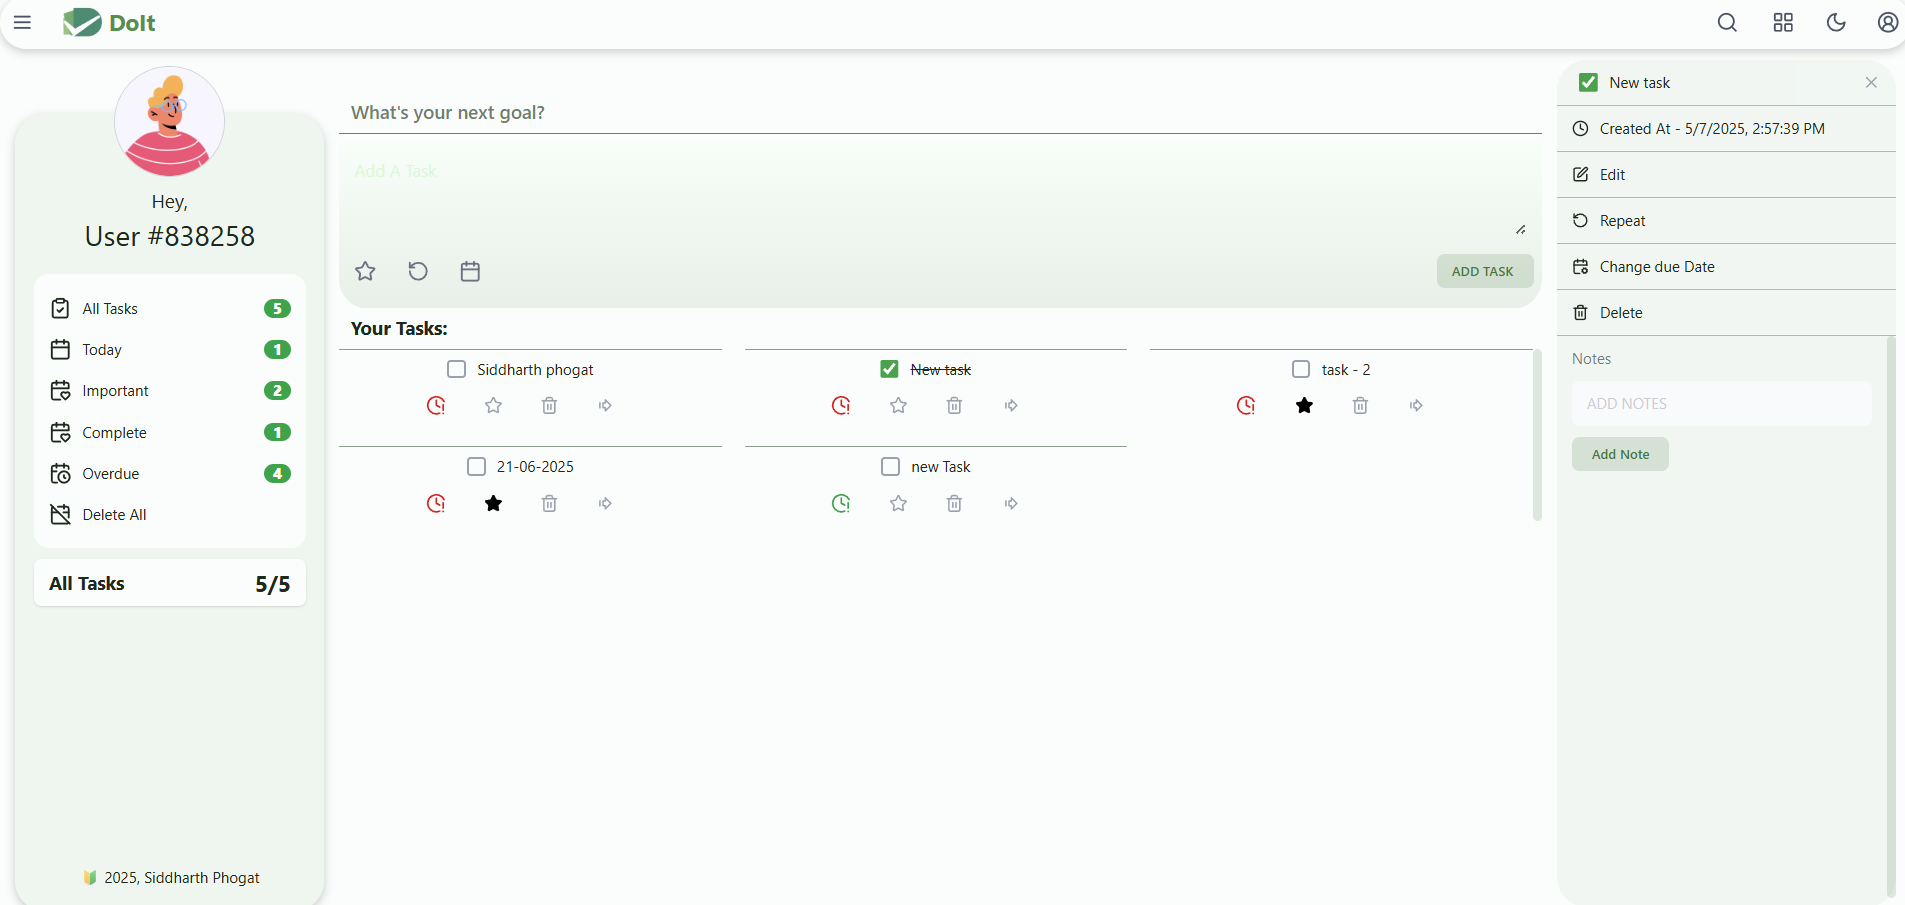 DoIt
Hey,
User #838258
All Tasks 5
Today 1
Important 2
Complete 1
Overdue 4
Delete All
All Tasks 5/5
2025, Siddharth Phogat
What's your next goal?
Add A Task
ADD TASK
Your Tasks:
Siddharth phogat
New task
task - 2
21-06-2025
new Task
New task
Created At - 5/7/2025, 2:57:39 PM
Edit
Repeat
Change due Date
Delete
Notes
ADD NOTES
Add Note